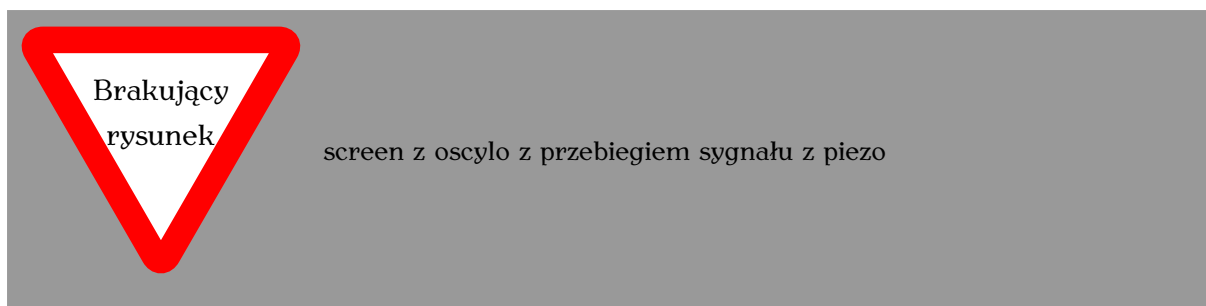 Brakujący
rysunek
screen z oscylo z przebiegiem sygnału z piezo